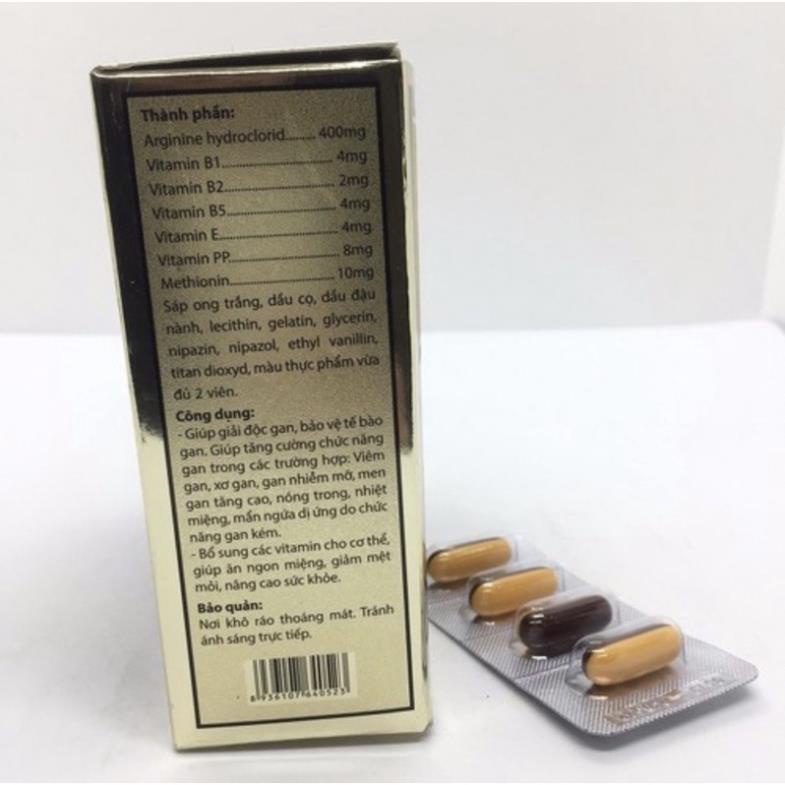 Thành phần:
Arginine hydroclorid......... 400mg
Vitamin B1............................ 4mg
Vitamin B2............................ 2mg
Vitamin B5............................ 4mg
Vitamin E.............................. 4mg
Vitamin PP............................ 8mg
Methionin........................... 10mg
Sáp ong trắng, dầu cọ, dầu đậu
nành, lecithin, gelatin, glycerin,
nipazin, nipazol, ethyl vanillin,
titan dioxyd, màu thực phẩm vừa
đủ 2 viên.
Công dụng:
- Giúp giải độc gan, bảo vệ tế bào
gan. Giúp tăng cường chức năng
gan trong các trường hợp: Viêm
gan, xơ gan, gan nhiễm mỡ, men
gan tăng cao, nóng trong, nhiệt
miệng, mẩn ngứa dị ứng do chức
năng gan kém.
- Bổ sung các vitamin cho cơ thể,
giúp ăn ngon miệng, giảm mệt
mỏi, nâng cao sức khỏe.
Bảo quản:
Nơi khô ráo thoáng mát. Tránh
ánh sáng trực tiếp.
8 936107 640523